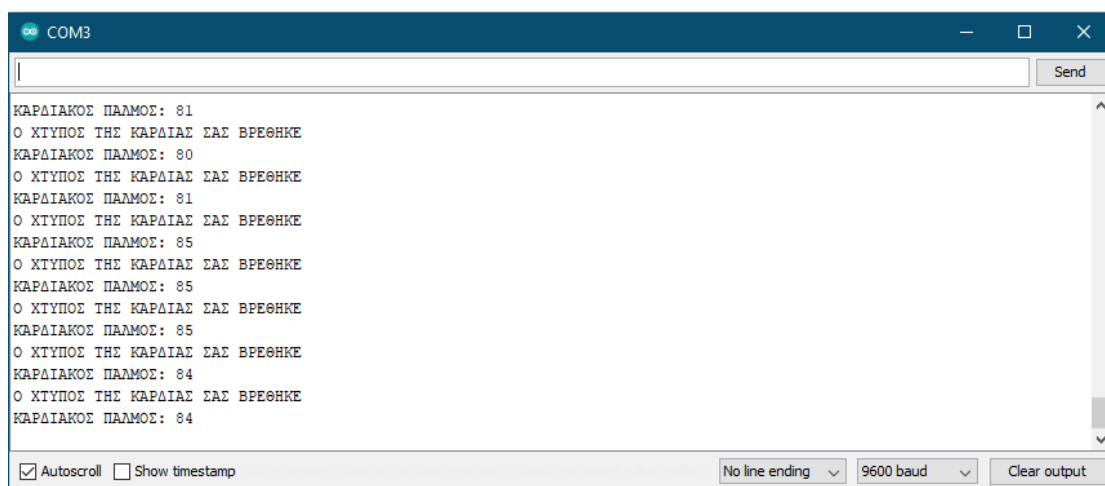 COM3
Send
ΚΑΡΔΙΑΚΟΣ ΠΑΛΜΟΣ: 81
Ο ΧΤΥΠΟΣ ΤΗΣ ΚΑΡΔΙΑΣ ΣΑΣ ΒΡΕΘΗΚΕ
ΚΑΡΔΙΑΚΟΣ ΠΑΛΜΟΣ: 80
Ο ΧΤΥΠΟΣ ΤΗΣ ΚΑΡΔΙΑΣ ΣΑΣ ΒΡΕΘΗΚΕ
ΚΑΡΔΙΑΚΟΣ ΠΑΛΜΟΣ: 81
Ο ΧΤΥΠΟΣ ΤΗΣ ΚΑΡΔΙΑΣ ΣΑΣ ΒΡΕΘΗΚΕ
ΚΑΡΔΙΑΚΟΣ ΠΑΛΜΟΣ: 85
Ο ΧΤΥΠΟΣ ΤΗΣ ΚΑΡΔΙΑΣ ΣΑΣ ΒΡΕΘΗΚΕ
ΚΑΡΔΙΑΚΟΣ ΠΑΛΜΟΣ: 85
Ο ΧΤΥΠΟΣ ΤΗΣ ΚΑΡΔΙΑΣ ΣΑΣ ΒΡΕΘΗΚΕ
ΚΑΡΔΙΑΚΟΣ ΠΑΛΜΟΣ: 85
Ο ΧΤΥΠΟΣ ΤΗΣ ΚΑΡΔΙΑΣ ΣΑΣ ΒΡΕΘΗΚΕ
ΚΑΡΔΙΑΚΟΣ ΠΑΛΜΟΣ: 84
Ο ΧΤΥΠΟΣ ΤΗΣ ΚΑΡΔΙΑΣ ΣΑΣ ΒΡΕΘΗΚΕ
ΚΑΡΔΙΑΚΟΣ ΠΑΛΜΟΣ: 84
Autoscroll Show timestamp No line ending 9600 baud Clear output